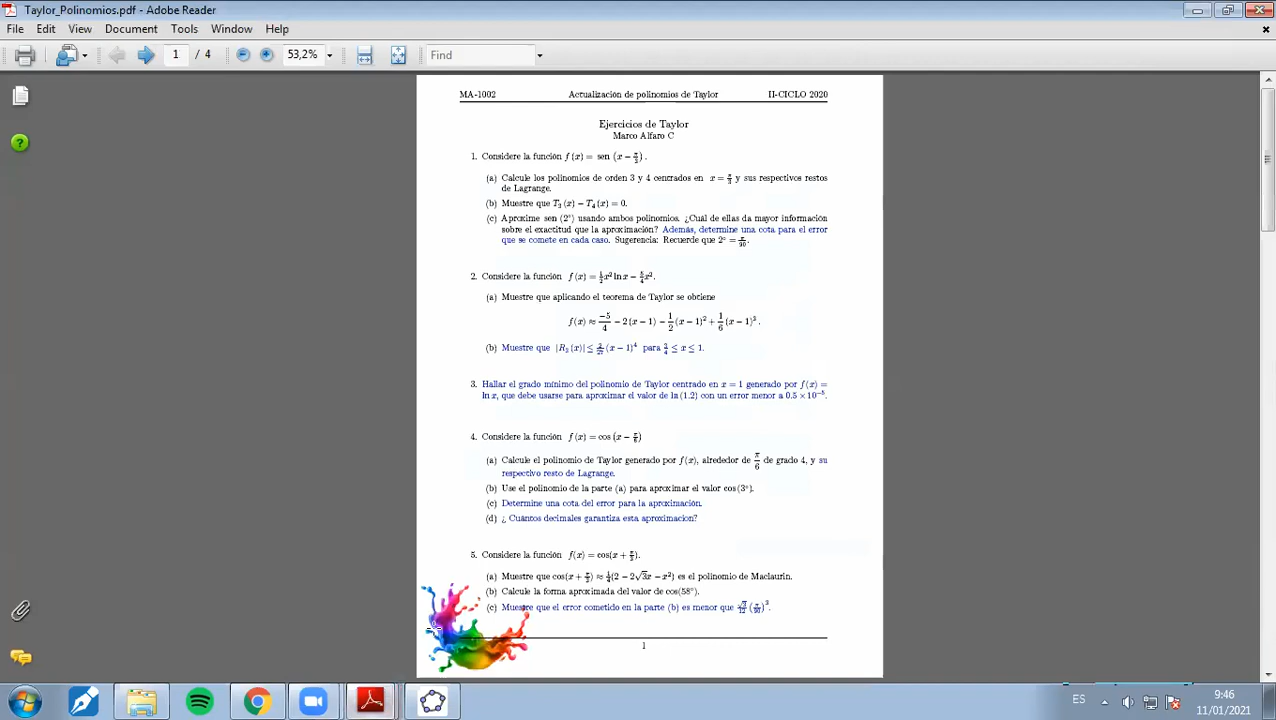 Taylor_Polinomios.pdf - Adobe Reader
File Edit View Document Tools Window Help
1 / 4 53,2% Find
MA-1002 Actualización de polinomios de Taylor II-CICLO 2020
Ejercicios de Taylor
Marco Alfaro C
1. Considere la función f (x) = sen (x − π/3).
(a) Calcule los polinomios de orden 3 y 4 centrados en x = π/3 y sus respectivos restos
de Lagrange.
(b) Muestre que T₃ (x) − T₄ (x) = 0.
(c) Aproxime sen (2°) usando ambos polinomios. ¿Cuál de ellas da mayor información
sobre el exactitud que la aproximación? Además, determine una cota para el error
que se comete en cada caso. Sugerencia: Recuerde que 2° = π/90.
2. Considere la función f (x) = ½x² ln x − 5/4x².
(a) Muestre que aplicando el teorema de Taylor se obtiene
f(x) ≈ −5/4 − 2 (x − 1) − 1/2 (x − 1)² + 1/6 (x − 1)³.
(b) Muestre que |R₃ (x)| ≤ (x − 1)⁴ para ≤ x ≤ 1.
3. Hallar el grado mínimo del polinomio de Taylor centrado en x = 1 generado por f(x) =
ln x, que debe usarse para aproximar el valor de ln (1.2) con un error menor a 0.5 × 10⁻⁵.
4. Considere la función f (x) = cos (x − π/6)
(a) Calcule el polinomio de Taylor generado por f(x), alrededor de π/6 de grado 4, y su
respectivo resto de Lagrange.
(b) Use el polinomio de la parte (a) para aproximar el valor cos(3°).
(c) Determine una cota del error para la aproximación.
(d) ¿ Cuántos decimales garantiza esta aproximacion?
5. Considere la función f(x) = cos(x + π/3).
(a) Muestre que cos(x + π/3) ≈ ¼(2 − 2√3x − x²) es el polinomio de Maclaurin.
(b) Calcule la forma aproximada del valor de cos(58°).
(c) Muestre que el error cometido en la parte (b) es menor que √3/12 (π/90)³.
1
ES
9:46
11/01/2021